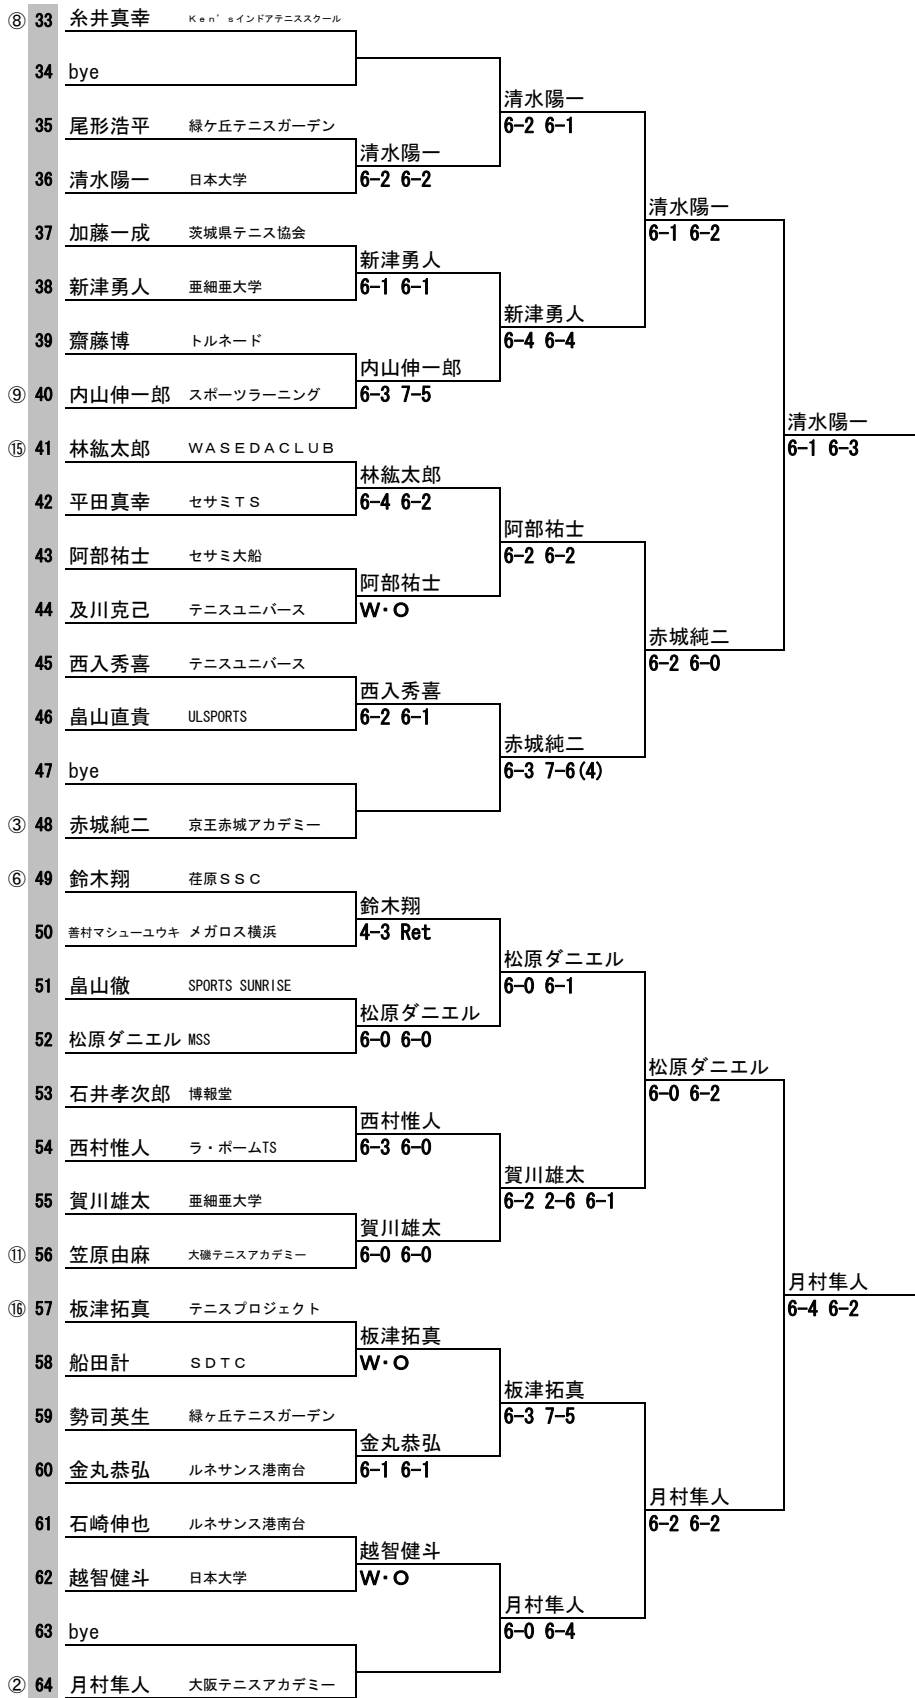 ⑧ 33 糸井真幸 Ken'sインドアテニススクール
34 bye
清水陽一
6-2 6-1
35 尾形浩平 緑ケ丘テニスガーデン
清水陽一
6-2 6-2
36 清水陽一 日本大学
清水陽一
6-1 6-2
37 加藤一成 茨城県テニス協会
新津勇人
6-1 6-1
38 新津勇人 亜細亜大学
新津勇人
6-4 6-4
39 齋藤博 トルネード
内山伸一郎
6-3 7-5
⑨ 40 内山伸一郎 スポーツラーニング
清水陽一
6-1 6-3
⑮ 41 林紘太郎 WASEDACLUB
林紘太郎
6-4 6-2
42 平田真幸 セサミTS
阿部祐士
6-2 6-2
43 阿部祐士 セサミ大船
阿部祐士
W・O
44 及川克己 テニスユニバース
赤城純二
6-2 6-0
45 西入秀喜 テニスユニバース
西入秀喜
6-2 6-1
46 畠山直貴 ULSPORTS
赤城純二
6-3 7-6(4)
47 bye
③ 48 赤城純二 京王赤城アカデミー
⑥ 49 鈴木翔 荏原SSC
鈴木翔
4-3 Ret
50 善村マシューユウキ メガロス横浜
松原ダニエル
6-0 6-1
51 畠山徹 SPORTS SUNRISE
松原ダニエル
6-0 6-0
52 松原ダニエル MSS
松原ダニエル
6-0 6-2
53 石井孝次郎 博報堂
西村惟人
6-3 6-0
54 西村惟人 ラ・ポームTS
賀川雄太
6-2 2-6 6-1
55 賀川雄太 亜細亜大学
賀川雄太
6-0 6-0
⑪ 56 笠原由麻 大磯テニスアカデミー
月村隼人
6-4 6-2
⑯ 57 板津拓真 テニスプロジェクト
板津拓真
W・O
58 船田計 SDTC
板津拓真
6-3 7-5
59 勢司英生 緑ヶ丘テニスガーデン
金丸恭弘
6-1 6-1
60 金丸恭弘 ルネサンス港南台
月村隼人
6-2 6-2
61 石崎伸也 ルネサンス港南台
越智健斗
W・O
62 越智健斗 日本大学
月村隼人
6-0 6-4
63 bye
② 64 月村隼人 大阪テニスアカデミー